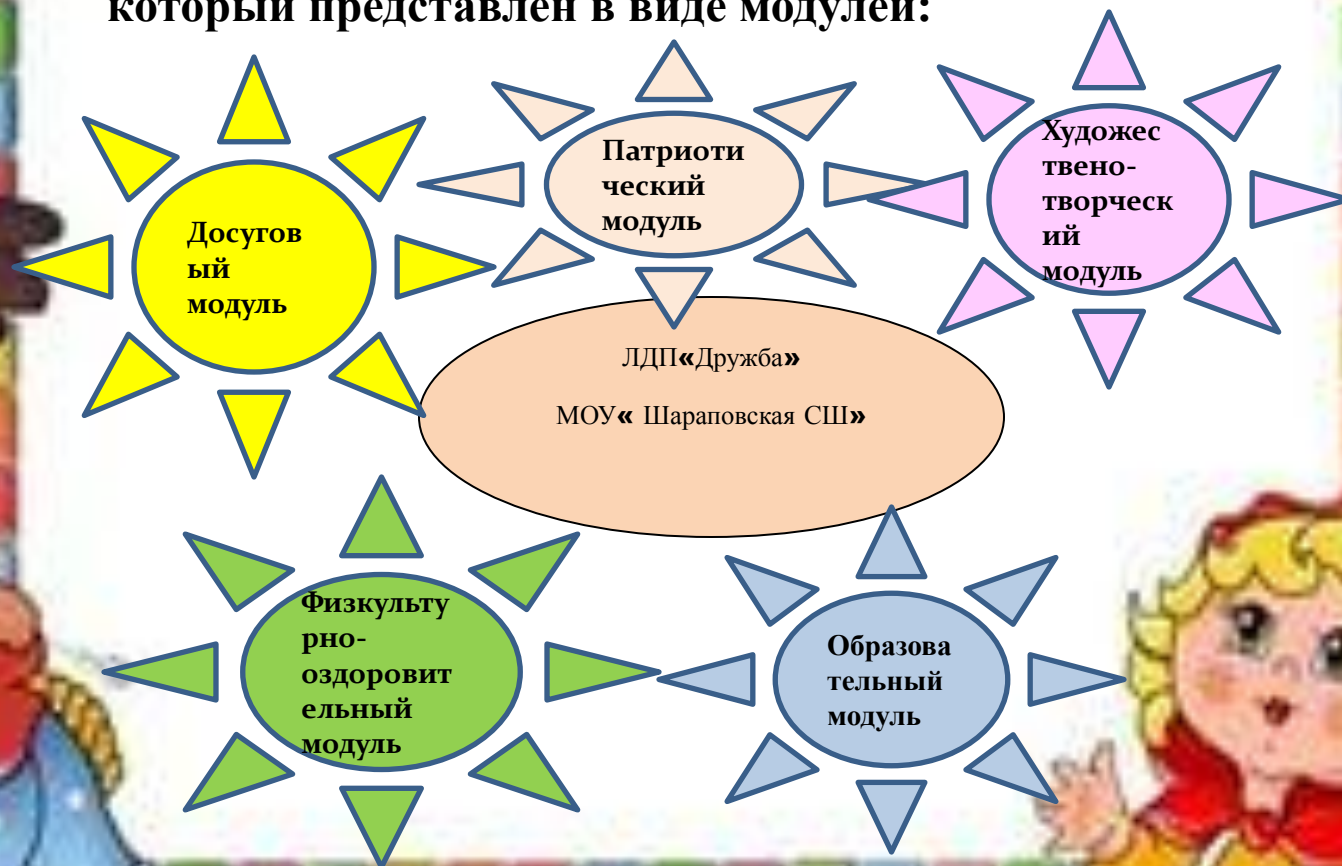 который представлен в виде модулей:
Досугов
ый
модуль
Патриоти
ческий
модуль
Художес
твено-
творческ
ий
модуль
ЛДП«Дружба»
МОУ« Шараповская СШ»
Физкульту
рно-
оздоровит
ельный
модуль
Образова
тельный
модуль